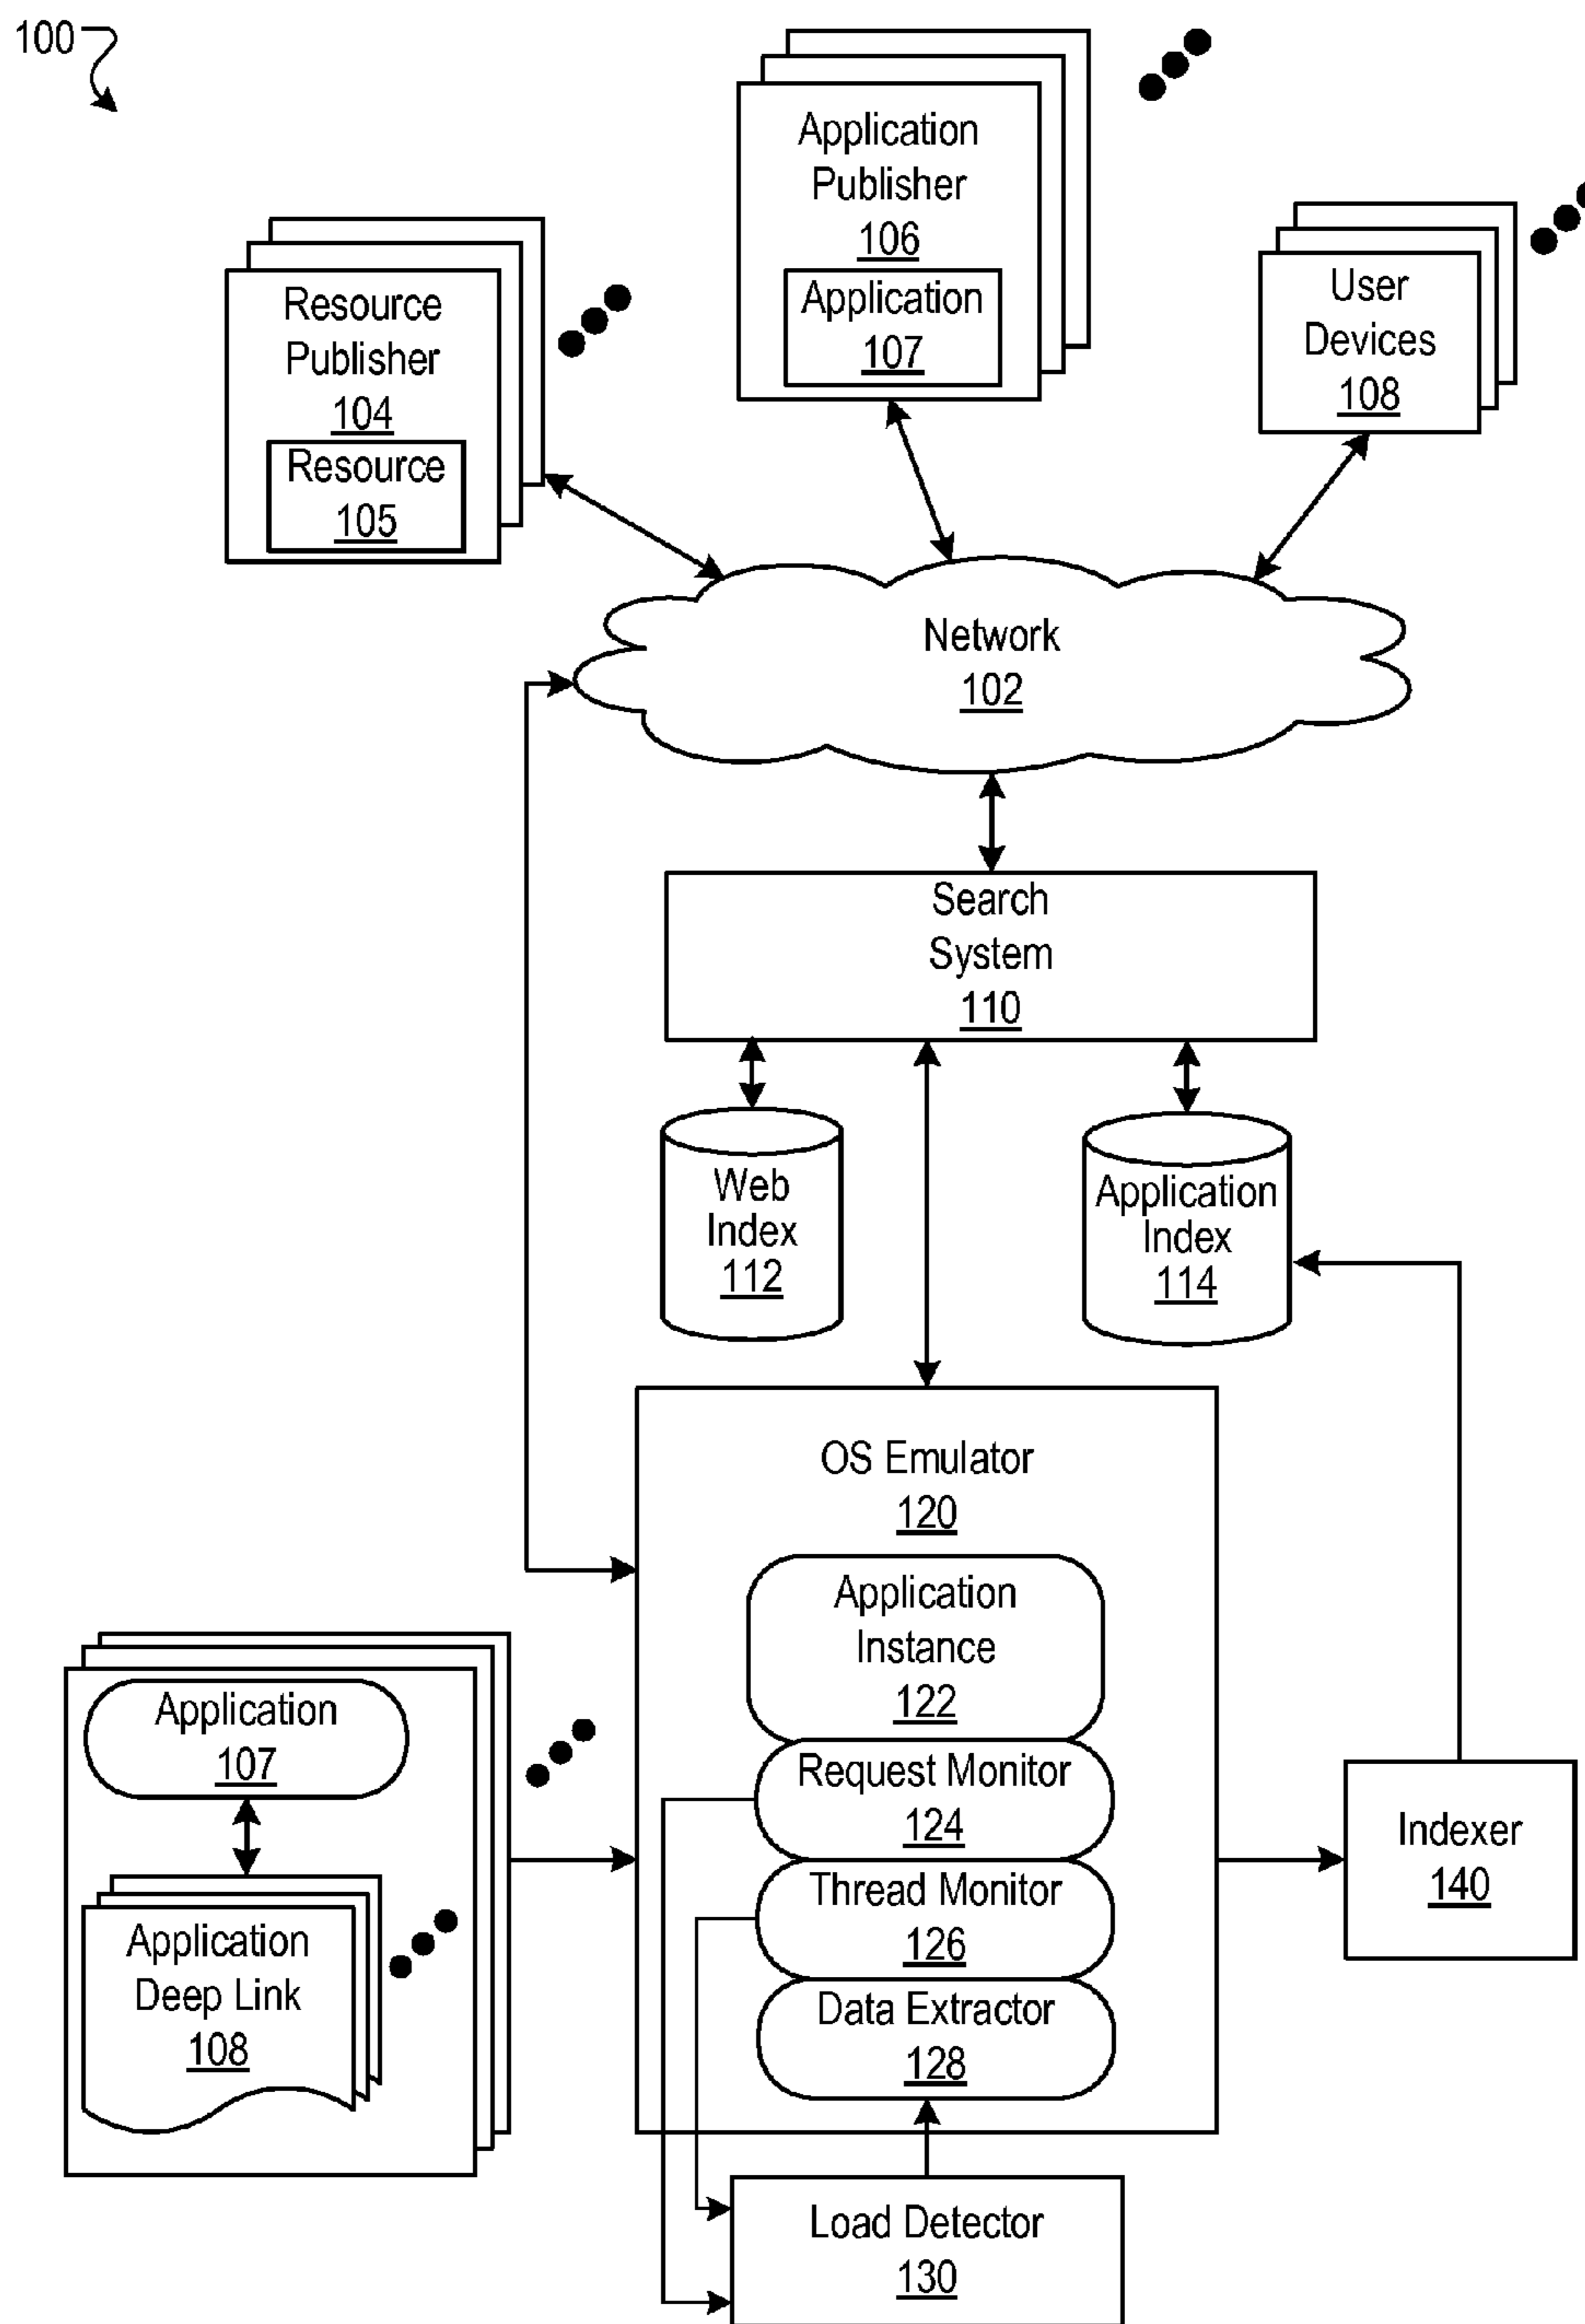 100
Application
Publisher
106
Application
107
Resource
Publisher
104
Resource
105
User
Devices
108
Network
102
Search
System
110
Web
Index
112
Application
Index
114
OS Emulator
120
Application
Instance
122
Request Monitor
124
Thread Monitor
126
Data Extractor
128
Application
107
Application
Deep Link
108
Indexer
140
Load Detector
130